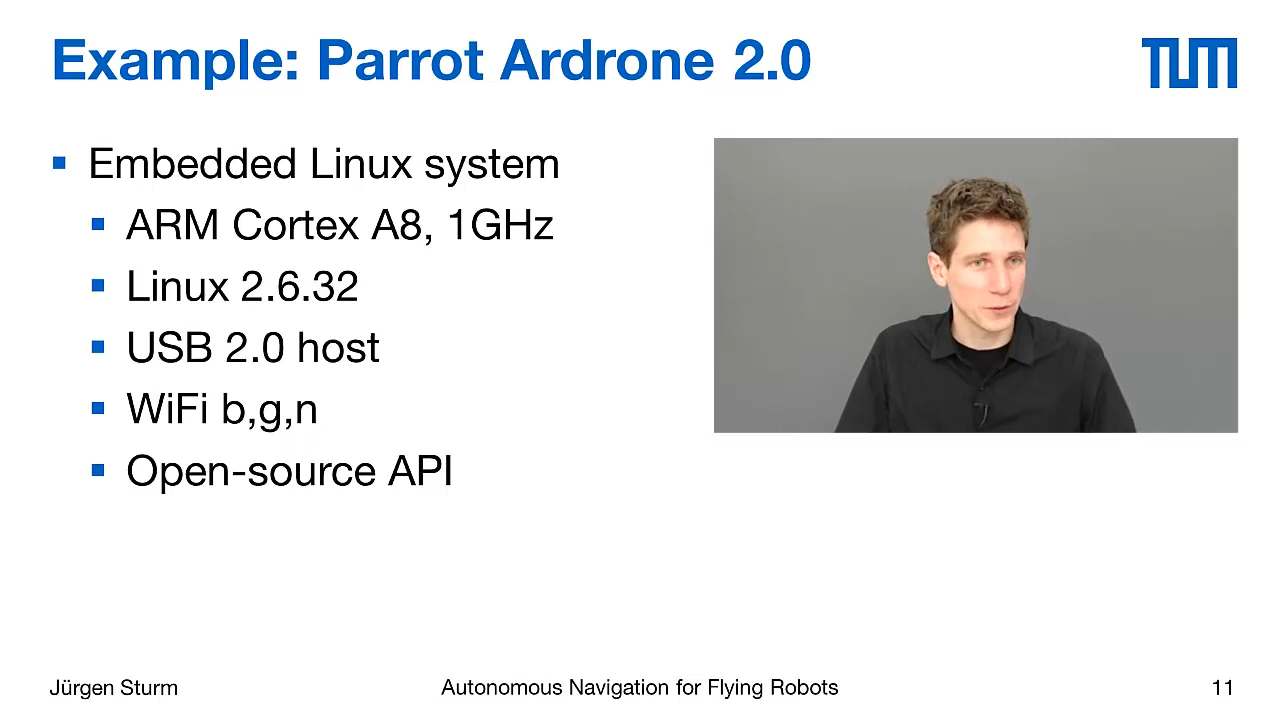 Example: Parrot Ardrone 2.0
TUM
Embedded Linux system
ARM Cortex A8, 1GHz
Linux 2.6.32
USB 2.0 host
WiFi b,g,n
Open-source API
Jürgen Sturm
Autonomous Navigation for Flying Robots
11